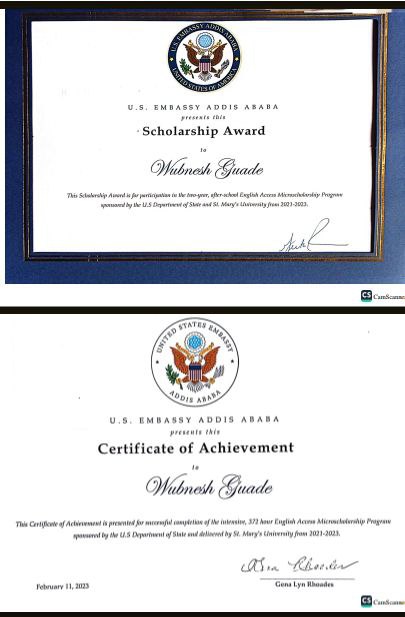 U.S. EMBASSY ADDIS ABABA
UNITED STATES OF AMERICA
U.S. EMBASSY ADDIS ABABA
presents this
Scholarship Award
to
Wubnesh Guade
This Scholarship Award is for participation in the two-year, after-school English Access Microscholarship Program
sponsored by the U.S Department of State and St. Mary's University from 2021-2023.
CS CamScanne
UNITED STATES EMBASSY
ADDIS ABABA
U.S. EMBASSY ADDIS ABABA
presents this
Certificate of Achievement
to
Wubnesh Guade
This Certificate of Achievement is presented for successful completion of the intensive, 372 hour English Access Microscholarship Program
sponsored by the U.S Department of State and delivered by St. Mary's University from 2021-2023.
Gena Lyn Rhoades
February 11, 2023
CS CamScanne